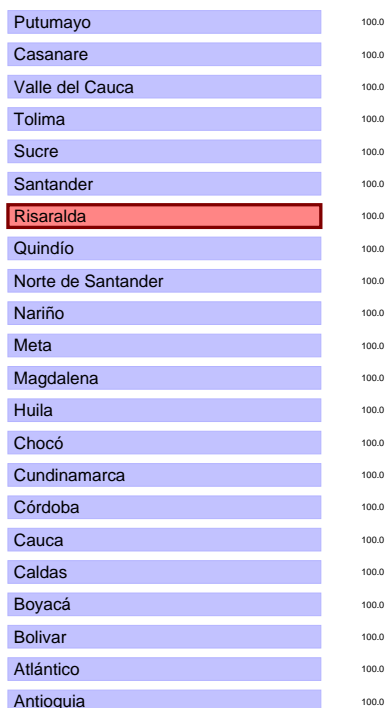 Putumayo 100.0
Casanare 100.0
Valle del Cauca 100.0
Tolima 100.0
Sucre 100.0
Santander 100.0
Risaralda 100.0
Quindío 100.0
Norte de Santander 100.0
Nariño 100.0
Meta 100.0
Magdalena 100.0
Huila 100.0
Chocó 100.0
Cundinamarca 100.0
Córdoba 100.0
Cauca 100.0
Caldas 100.0
Boyacá 100.0
Bolivar 100.0
Atlántico 100.0
Antioquia 100.0